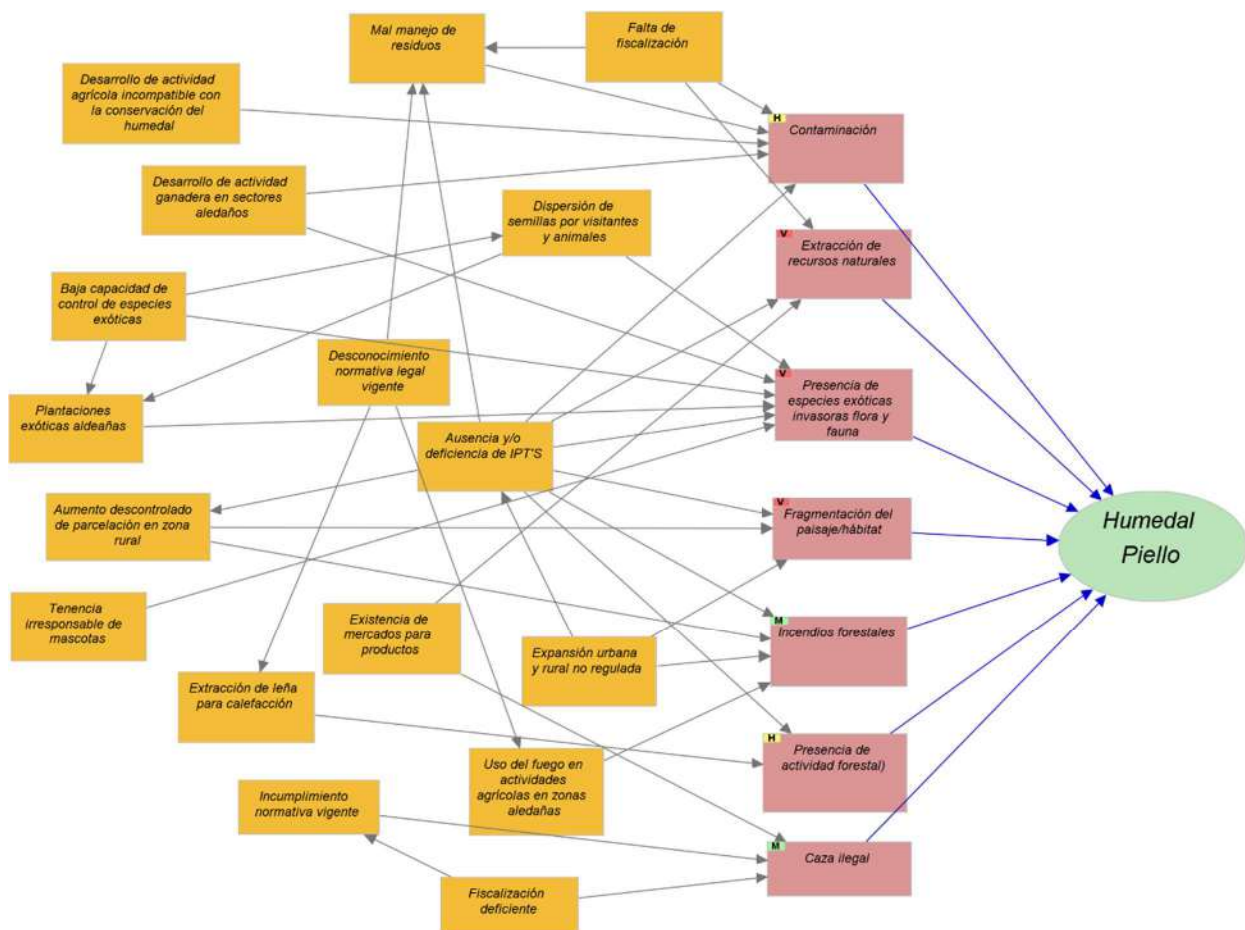 Mal manejo de
residuos
Falta de
fiscalización
Desarrollo de actividad
agrícola incompatible con
la conservación del
humedal
H
Contaminación
Desarrollo de actividad
ganadera en sectores
aledaños
Dispersión de
semillas por visitantes
y animales
V
Extracción de
recursos naturales
Baja capacidad de
control de especies
exóticas
Desconocimiento
normativa legal
vigente
V
Presencia de
especies exóticas
invasoras flora y
fauna
Plantaciones
exóticas aldeañas
Ausencia y/o
deficiencia de IPT'S
Aumento descontrolado
de parcelación en zona
rural
V
Fragmentación del
paisaje/hábitat
Humedal
Piello
Tenencia
irresponsable de
mascotas
Existencia de
mercados para
productos
Expansión urbana
y rural no regulada
M
Incendios forestales
Extracción de leña
para calefacción
Uso del fuego en
actividades
agrícolas en zonas
aledañas
H
Presencia de
actividad forestal)
Incumplimiento
normativa vigente
M
Caza ilegal
Fiscalización
deficiente